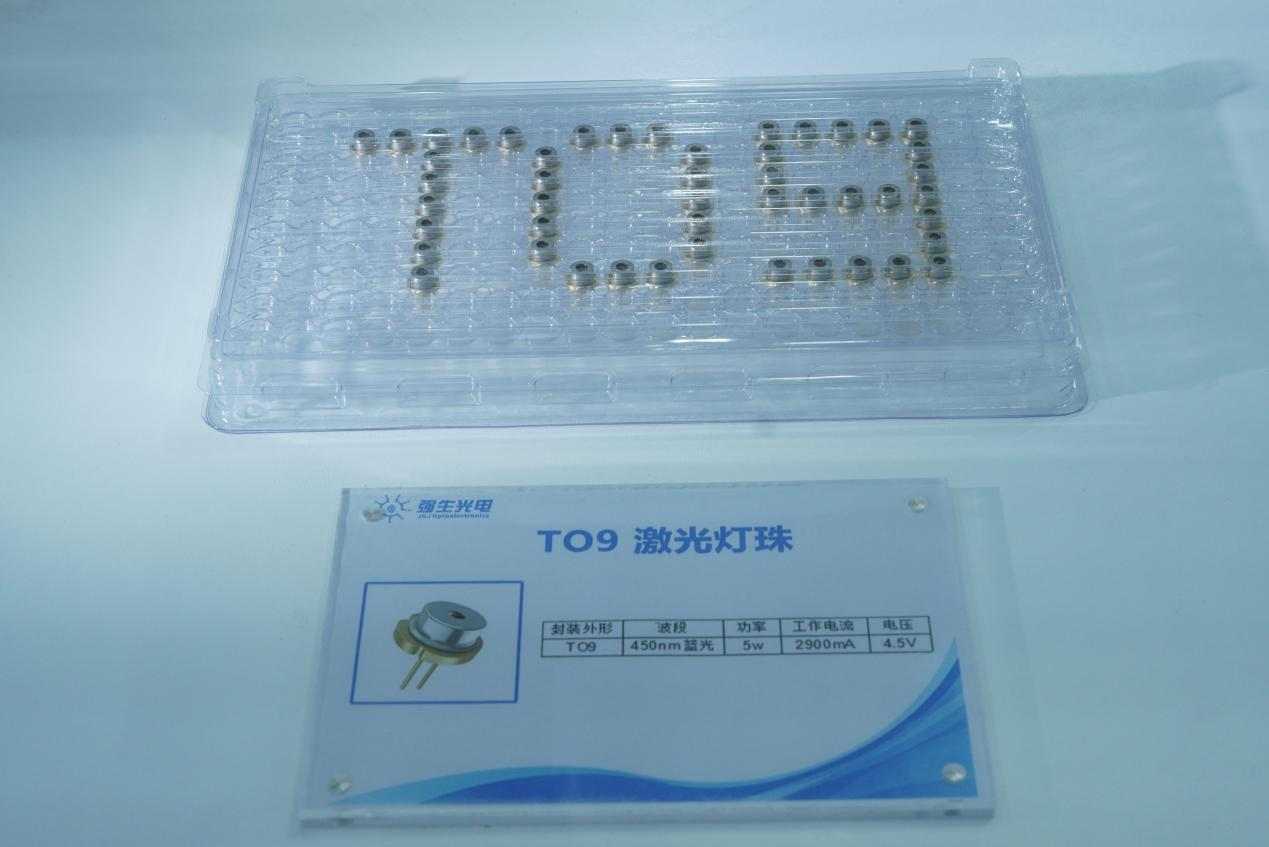 TO9
强生光电
JNJ Optoelectronics
TO9 激光灯珠
封装外形 波段 功率 工作电流 电压
TO9 450nm蓝光 5w 2900mA 4.5V